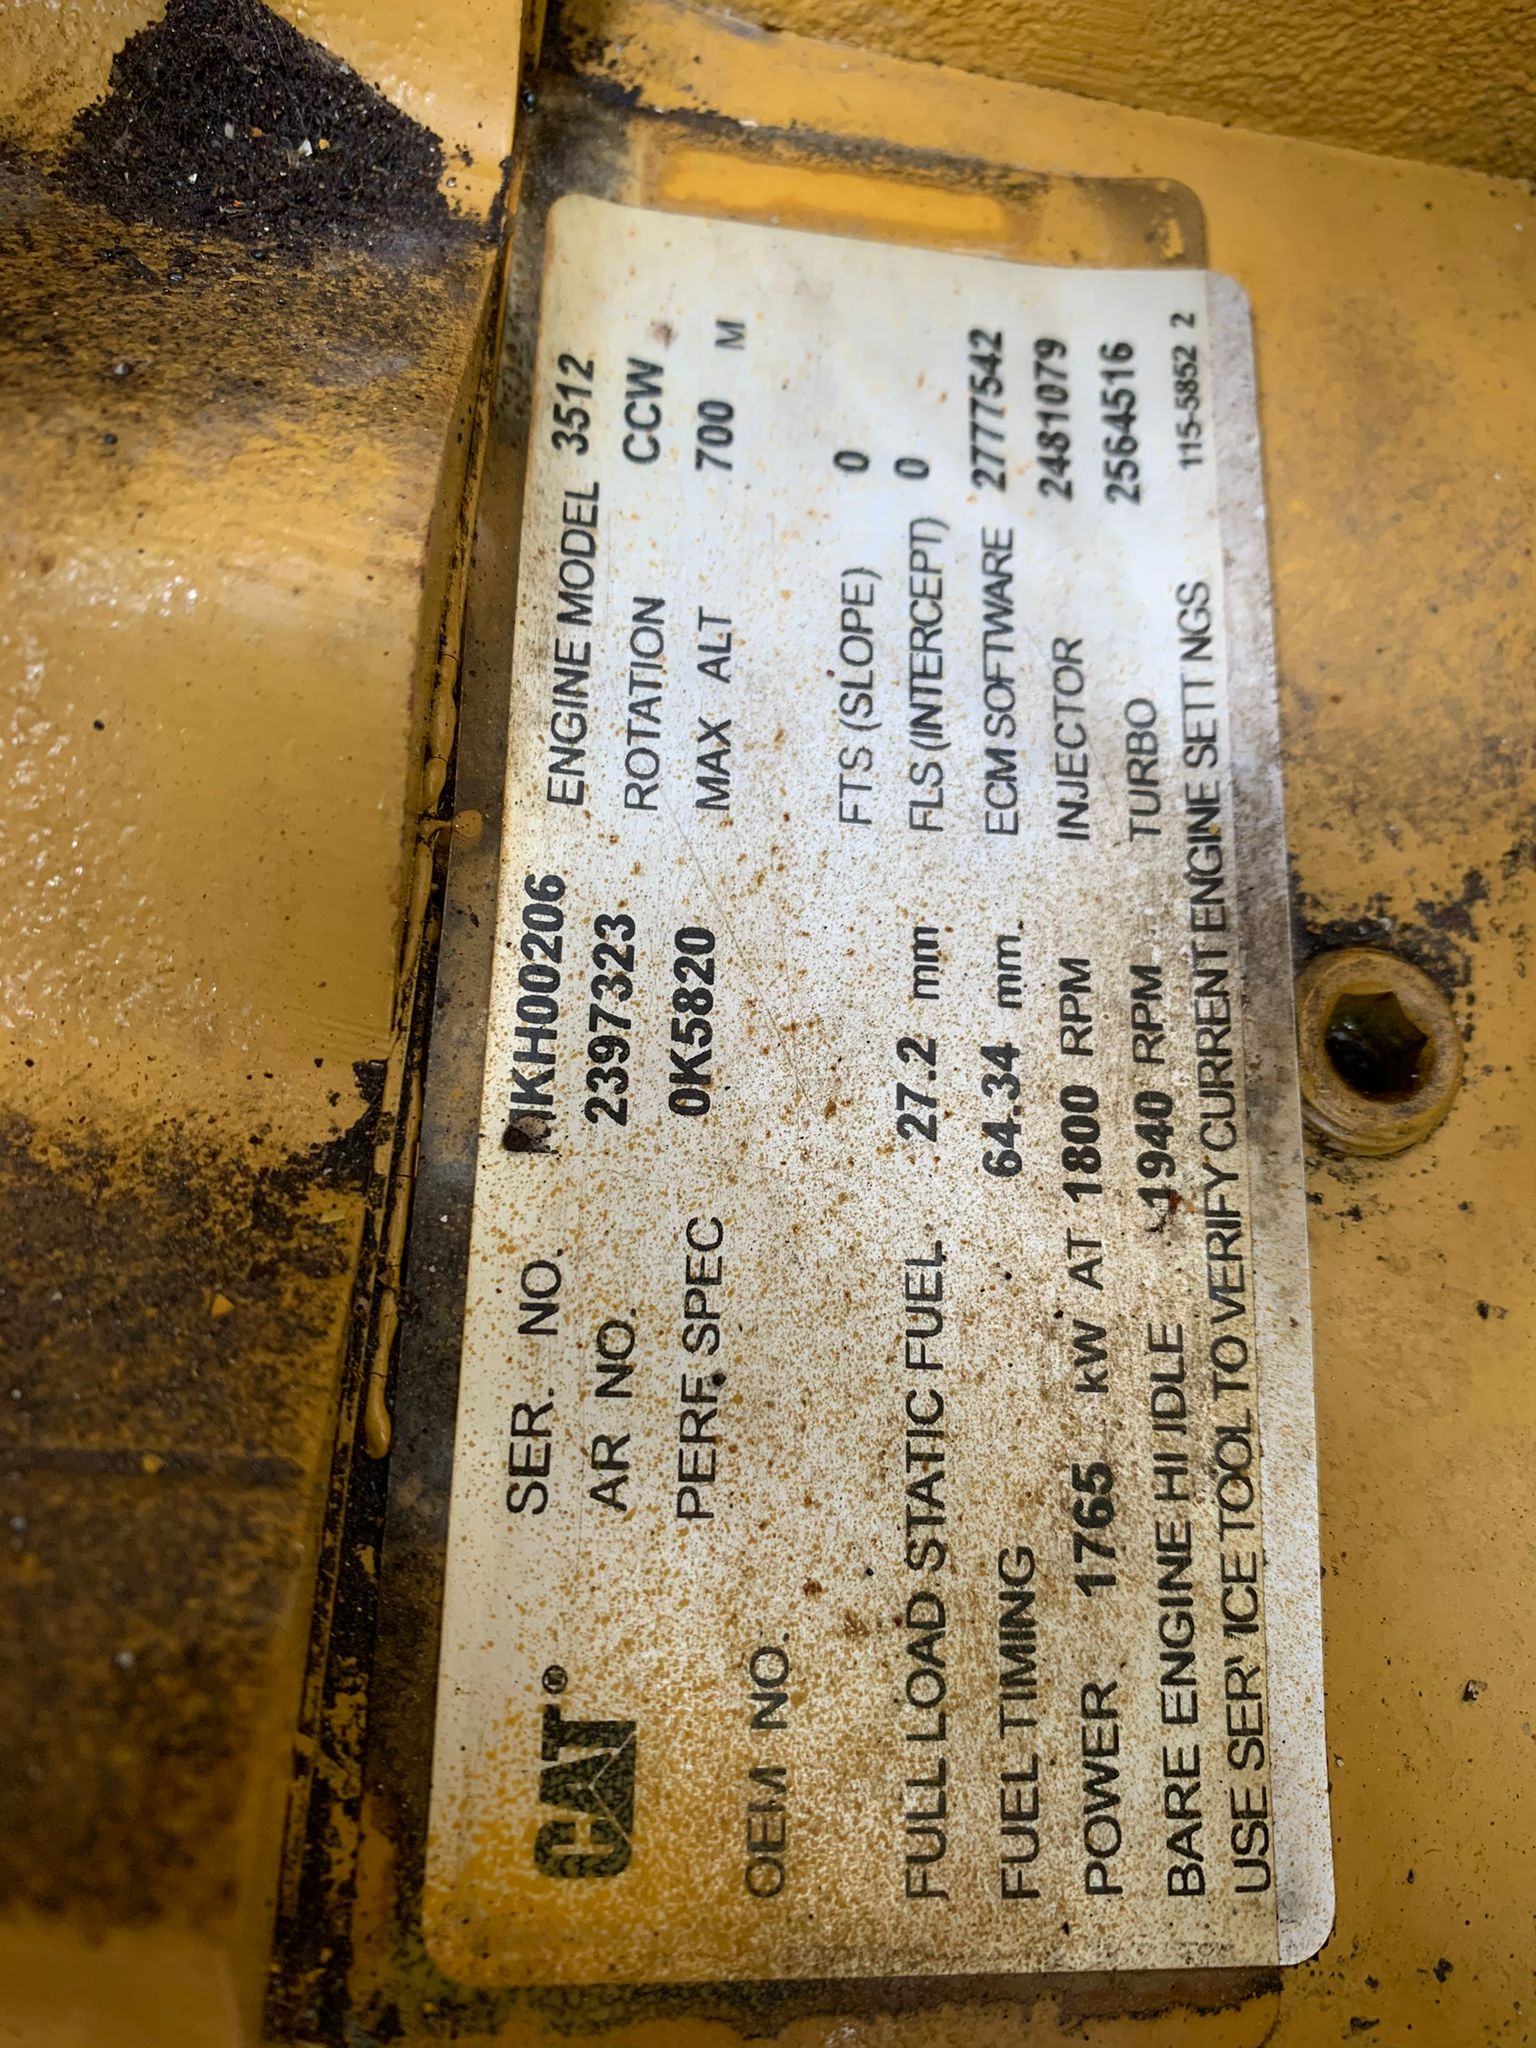 CAT®
SER. NO. MKH00206 ENGINE MODEL 3512
AR NO. 2397323 ROTATION CCW
PERF. SPEC 0K5820 MAX ALT 700 M
OEM NO.
FULL LOAD STATIC FUEL 27.2 mm FTS (SLOPE) 0
FLS (INTERCEPT) 0
FUEL TIMING 64.34 mm ECM SOFTWARE 2777542
POWER 1765 kW AT 1800 RPM INJECTOR 2481079
BARE ENGINE HI IDLE 1940 RPM TURBO 2564516
USE SERVICE TOOL TO VERIFY CURRENT ENGINE SETTINGS 115-5852 2